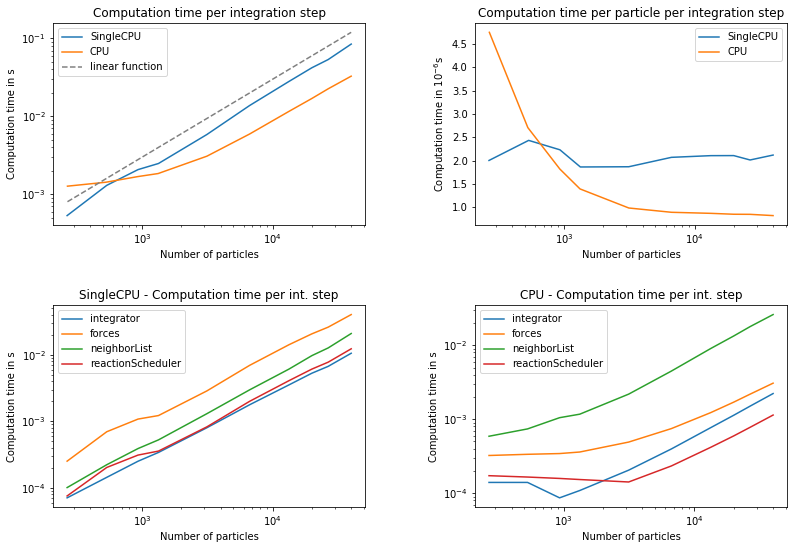 Computation time per integration step
Computation time in s
10⁻¹
10⁻²
10⁻³
SingleCPU
CPU
linear function
10³
10⁴
Number of particles
Computation time per particle per integration step
Computation time in 10⁻⁶s
4.5
4.0
3.5
3.0
2.5
2.0
1.5
1.0
SingleCPU
CPU
10³
10⁴
Number of particles
SingleCPU - Computation time per int. step
Computation time in s
10⁻²
10⁻³
10⁻⁴
integrator
forces
neighborList
reactionScheduler
10³
10⁴
Number of particles
CPU - Computation time per int. step
Computation time in s
10⁻²
10⁻³
10⁻⁴
integrator
forces
neighborList
reactionScheduler
10³
10⁴
Number of particles